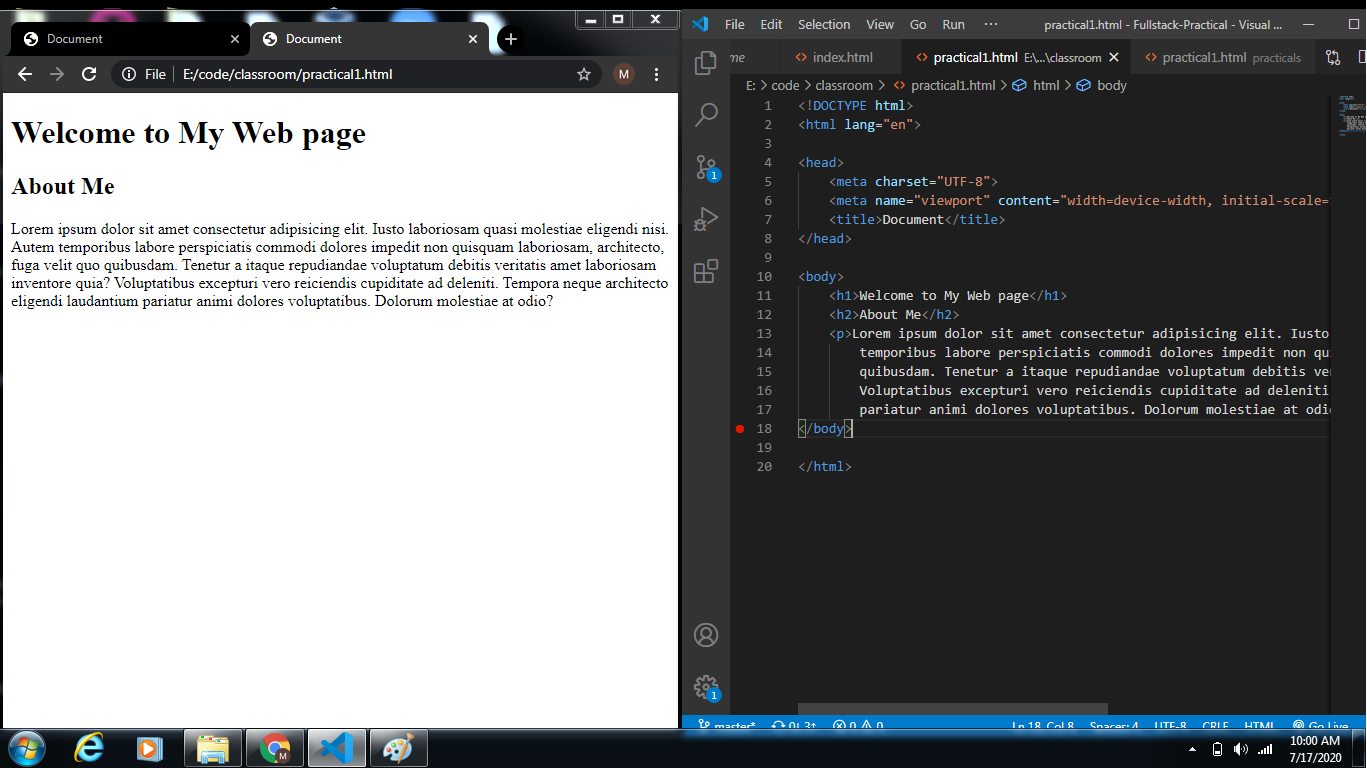 Document
Document
File E:/code/classroom/practical1.html
M
Welcome to My Web page
About Me
Lorem ipsum dolor sit amet consectetur adipisicing elit. Iusto laboriosam quasi molestiae eligendi nisi.
Autem temporibus labore perspiciatis commodi dolores impedit non quisquam laboriosam, architecto,
fuga velit quo quibusdam. Tenetur a itaque repudiandae voluptatum debitis veritatis amet laboriosam
inventore quia? Voluptatibus excepturi vero reiciendis cupiditate ad deleniti. Tempora neque architecto
eligendi laudantium pariatur animi dolores voluptatibus. Dolorum molestiae at odio?
File Edit Selection View Go Run ··· practical1.html - Fullstack-Practical - Visual ...
me index.html practical1.html E:\...\classroom practical1.html practicals
E: > code > classroom > practical1.html > html > body
1 <!DOCTYPE html>
2 <html lang="en">
3
4 <head>
5 <meta charset="UTF-8">
6 <meta name="viewport" content="width=device-width, initial-scale=
7 <title>Document</title>
8 </head>
9
10 <body>
11 <h1>Welcome to My Web page</h1>
12 <h2>About Me</h2>
13 <p>Lorem ipsum dolor sit amet consectetur adipisicing elit. Iusto
14 temporibus labore perspiciatis commodi dolores impedit non qu
15 quibusdam. Tenetur a itaque repudiandae voluptatum debitis ve
16 Voluptatibus excepturi vero reiciendis cupiditate ad deleniti
17 pariatur animi dolores voluptatibus. Dolorum molestiae at odi
18 </body>
19
20 </html>
1
1
master* 0↓ 3↑ 0 0 Ln 18, Col 8 Spaces: 4 UTF-8 CRLF HTML Go Live
M
10:00 AM
7/17/2020